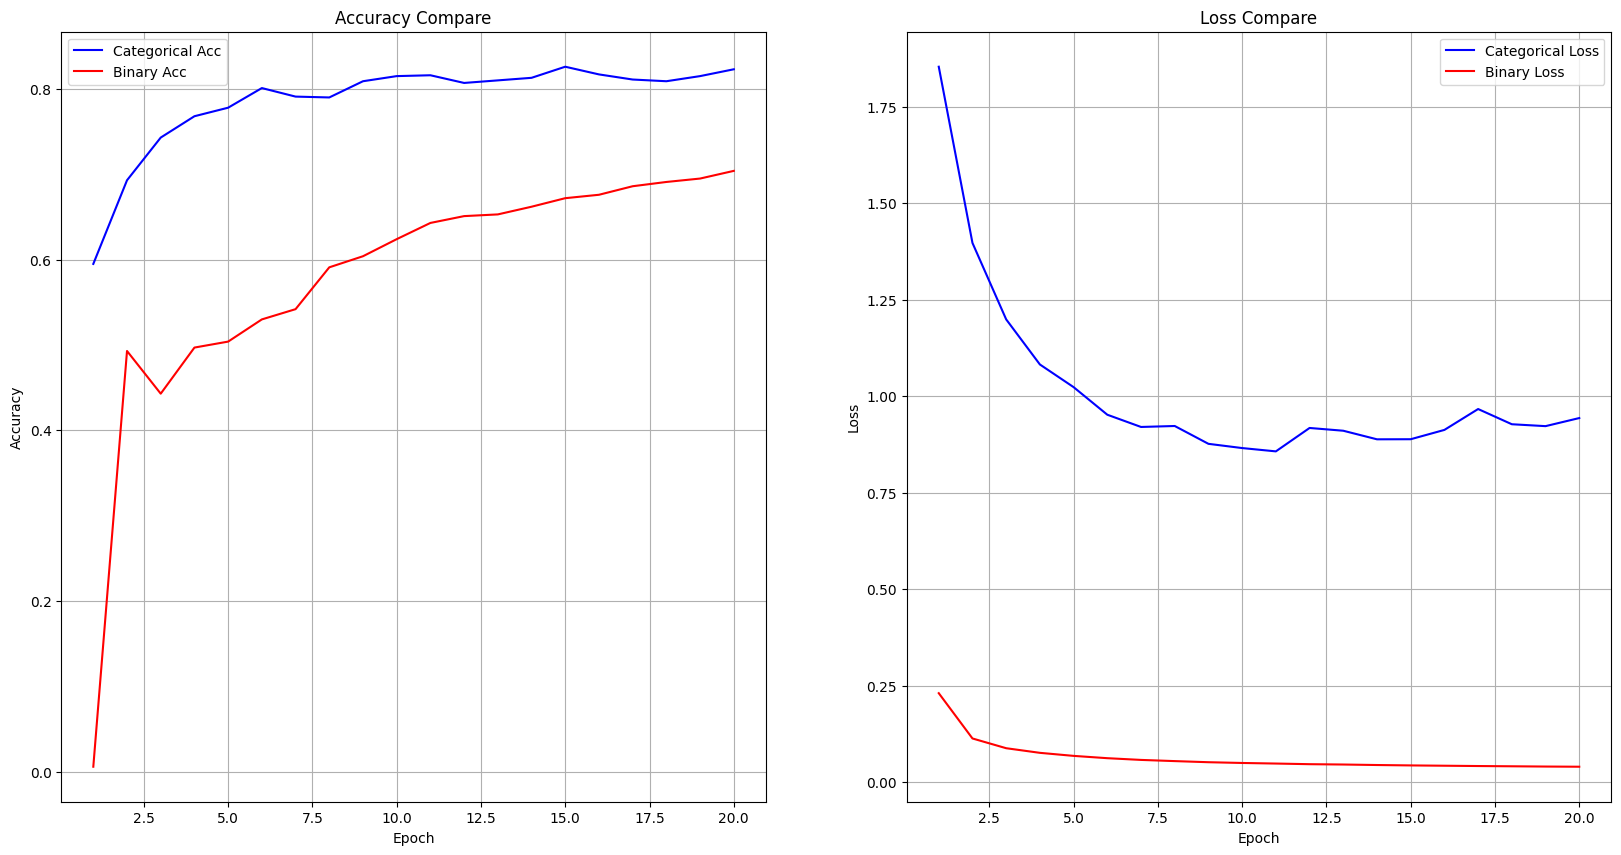 Accuracy Compare
Categorical Acc
Binary Acc
Accuracy
0.8
0.6
0.4
0.2
0.0
2.5 5.0 7.5 10.0 12.5 15.0 17.5 20.0
Epoch
Loss Compare
Categorical Loss
Binary Loss
Loss
1.75
1.50
1.25
1.00
0.75
0.50
0.25
0.00
2.5 5.0 7.5 10.0 12.5 15.0 17.5 20.0
Epoch